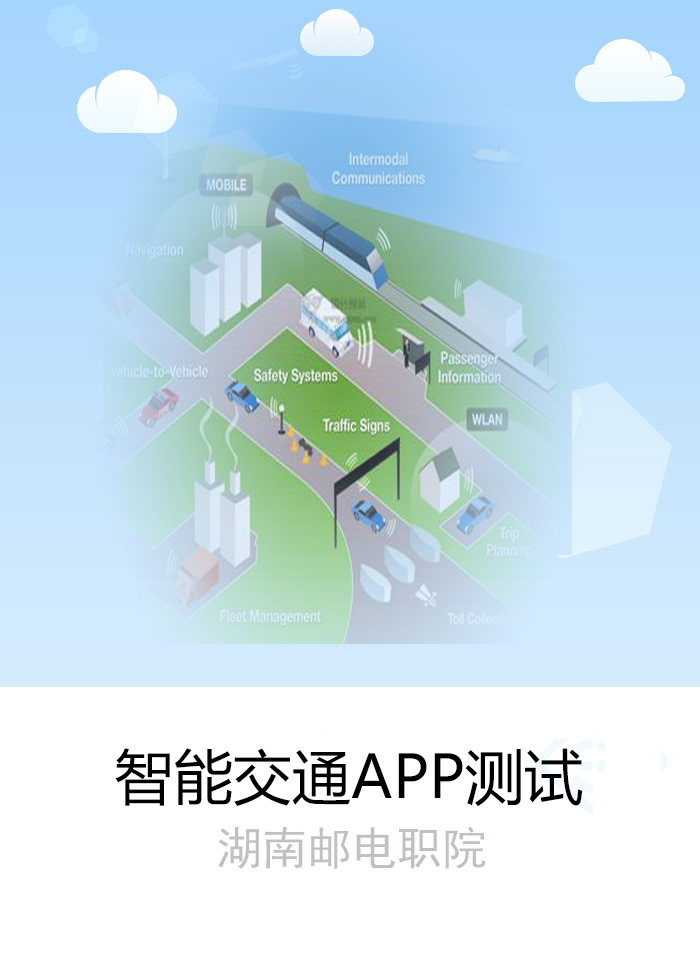 Intermodal
Communications
MOBILE
Navigation
Vehicle-to-Vehicle
Safety Systems
Passenger
Information
Traffic Signs
WLAN
Trip
Planning
Fleet Management
Toll Collection
智能交通APP测试
湖南邮电职院